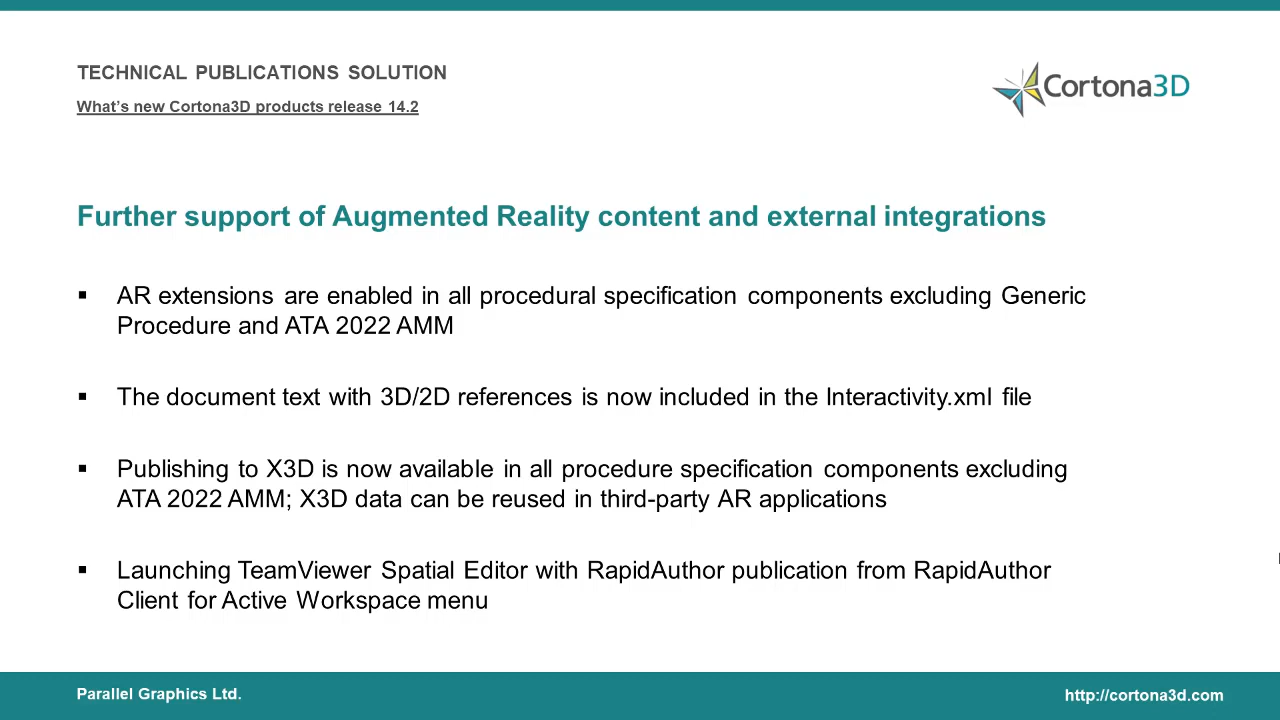 TECHNICAL PUBLICATIONS SOLUTION
What's new Cortona3D products release 14.2
Cortona3D
Further support of Augmented Reality content and external integrations
▪ AR extensions are enabled in all procedural specification components excluding Generic
Procedure and ATA 2022 AMM
▪ The document text with 3D/2D references is now included in the Interactivity.xml file
▪ Publishing to X3D is now available in all procedure specification components excluding
ATA 2022 AMM; X3D data can be reused in third-party AR applications
▪ Launching TeamViewer Spatial Editor with RapidAuthor publication from RapidAuthor
Client for Active Workspace menu
Parallel Graphics Ltd.
http://cortona3d.com